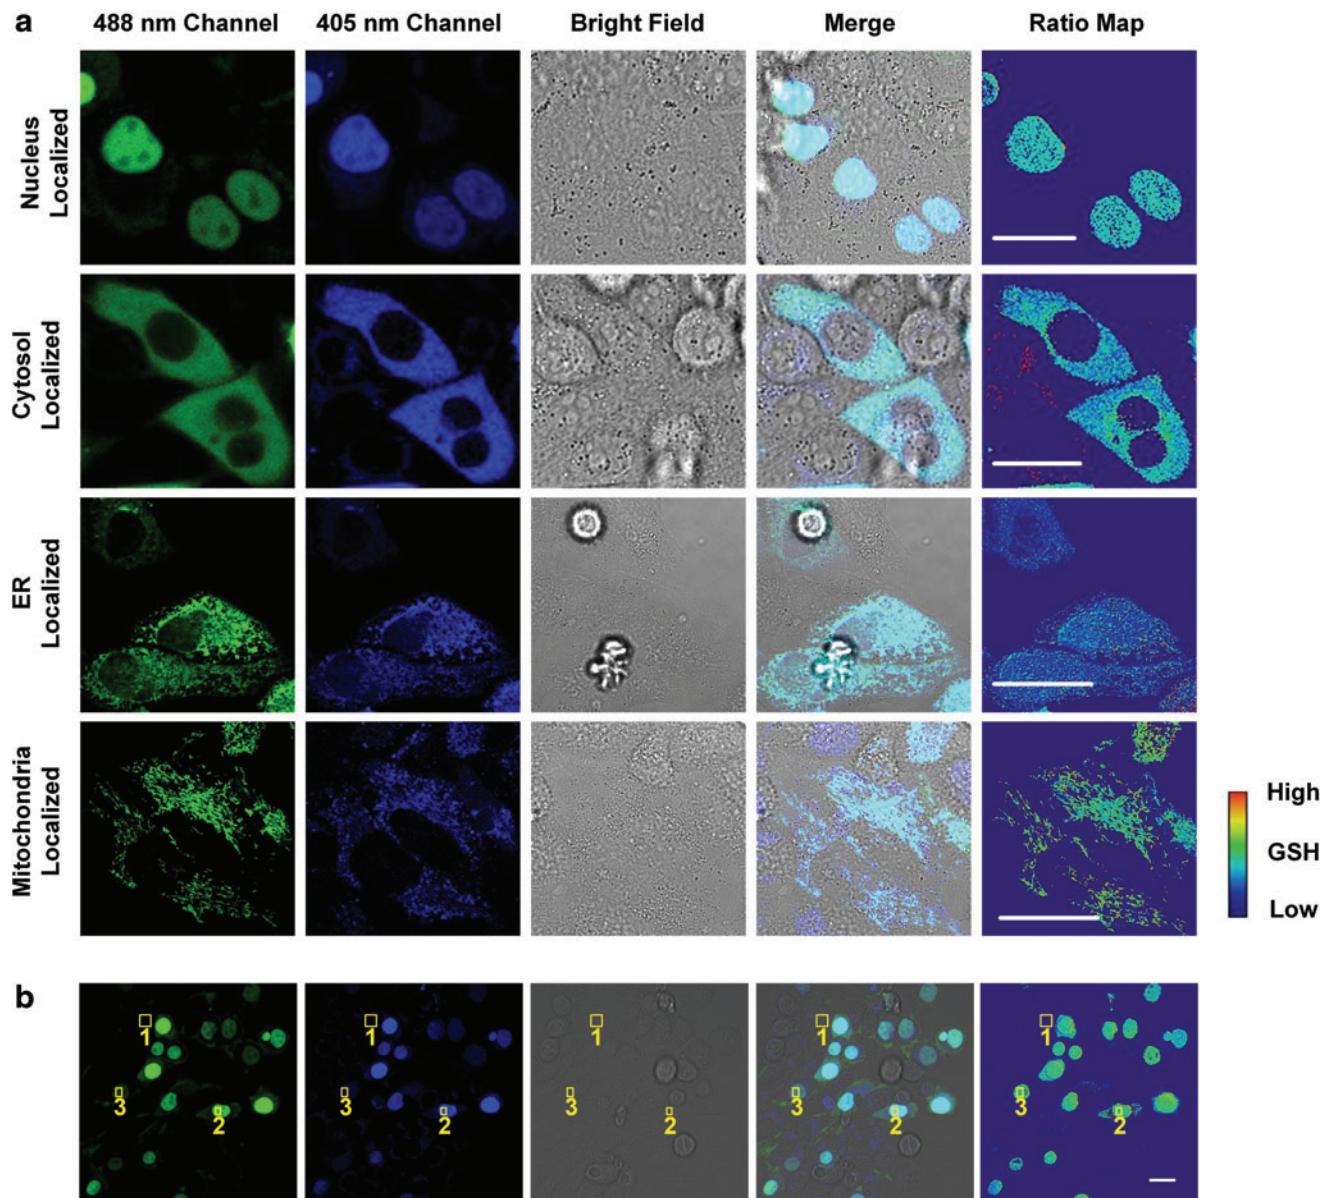 a
488 nm Channel
405 nm Channel
Bright Field
Merge
Ratio Map
Nucleus
Localized
Cytosol
Localized
ER
Localized
Mitochondria
Localized
High
GSH
Low
b
1
1
1
1
1
3
2
3
2
3
2
3
2
3
2